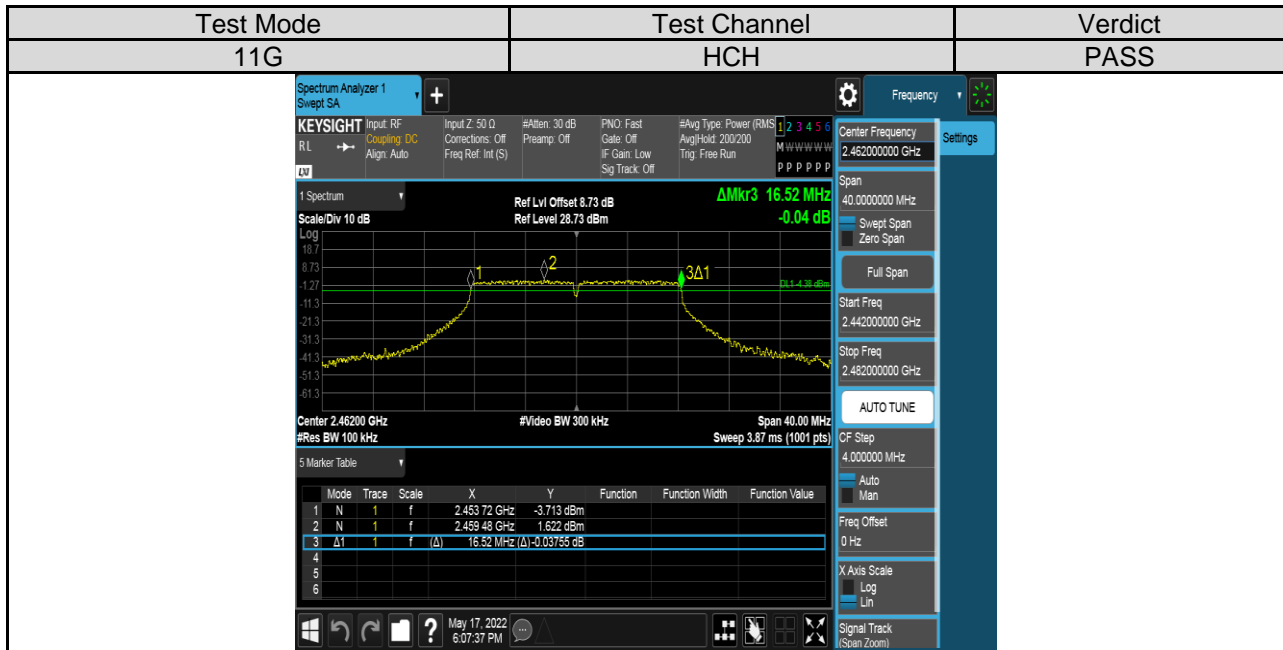 Test Mode Test Channel Verdict
11G HCH PASS
Spectrum Analyzer 1
Swept SA
+
Frequency
KEYSIGHT Input: RF Input Z: 50 Ω #Atten: 30 dB PNO: Fast #Avg Type: Power (RMS 1 2 3 4 5 6
RL Coupling: DC Corrections: Off Preamp: Off Gate: Off Avg|Hold: 200/200 M W W W W W
Align: Auto Freq Ref: Int (S) IF Gain: Low Trig: Free Run
LXI Sig Track: Off P P P P P P
Center Frequency
2.462000000 GHz
Settings
Span
40.0000000 MHz
Swept Span
Zero Span
Full Span
Start Freq
2.442000000 GHz
Stop Freq
2.482000000 GHz
AUTO TUNE
CF Step
4.000000 MHz
Auto
Man
Freq Offset
0 Hz
X Axis Scale
Log
Lin
Signal Track
(Span Zoom)
1 Spectrum
Ref Lvl Offset 8.73 dB ΔMkr3 16.52 MHz
Scale/Div 10 dB Ref Level 28.73 dBm -0.04 dB
Log
18.7
8.73
-1.27
-11.3
-21.3
-31.3
-41.3
-51.3
-61.3
1 2 3Δ1
DL1 -4.38 dBm
Center 2.46200 GHz #Video BW 300 kHz Span 40.00 MHz
#Res BW 100 kHz Sweep 3.87 ms (1001 pts)
5 Marker Table
Mode Trace Scale X Y Function Function Width Function Value
1 N 1 f 2.453 72 GHz -3.713 dBm
2 N 1 f 2.459 48 GHz 1.622 dBm
3 Δ1 1 f (Δ) 16.52 MHz (Δ) -0.03755 dB
4
5
6
?
May 17, 2022
6:07:37 PM